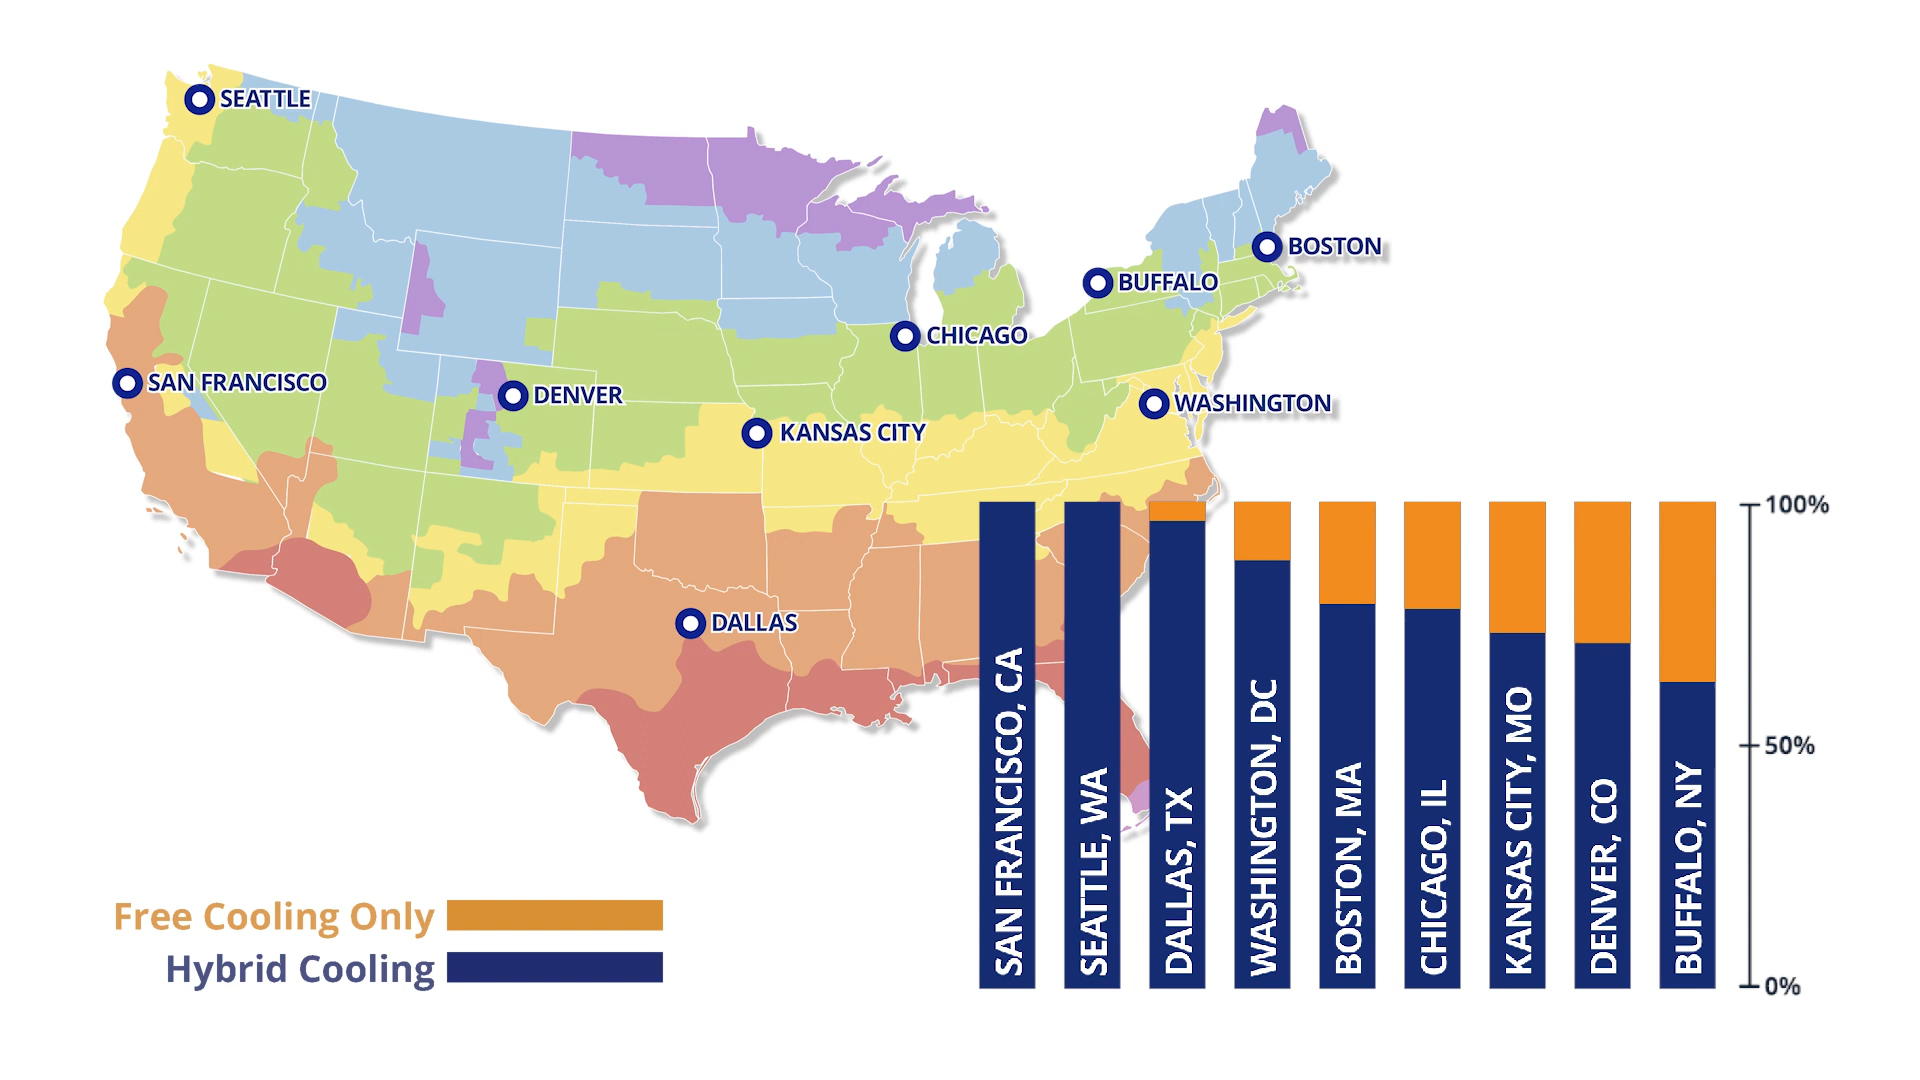 SEATTLE
BOSTON
BUFFALO
CHICAGO
SAN FRANCISCO
DENVER
WASHINGTON
KANSAS CITY
DALLAS
Free Cooling Only
Hybrid Cooling
SAN FRANCISCO, CA
SEATTLE, WA
DALLAS, TX
WASHINGTON, DC
BOSTON, MA
CHICAGO, IL
KANSAS CITY, MO
DENVER, CO
BUFFALO, NY
100%
50%
0%